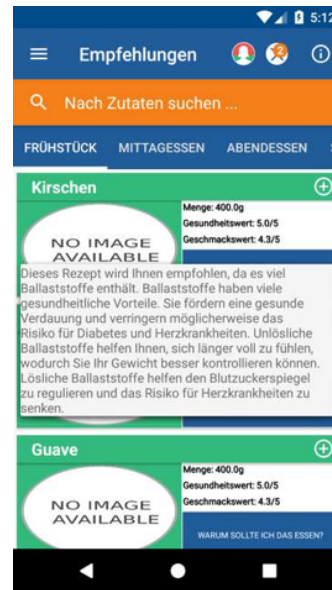 5:12
Empfehlungen
2
Nach Zutaten suchen ...
FRÜHSTÜCK MITTAGESSEN ABENDESSEN
Kirschen
NO IMAGE
AVAILABLE
Menge: 400.0g
Gesundheitswert: 5.0/5
Geschmackswert: 4.3/5
Dieses Rezept wird Ihnen empfohlen, da es viel
Ballaststoffe enthält. Ballaststoffe haben viele
gesundheitliche Vorteile. Sie fördern eine gesunde
Verdauung und verringern möglicherweise das
Risiko für Diabetes und Herzkrankheiten. Unlösliche
Ballaststoffe helfen Ihnen, sich länger voll zu fühlen,
wodurch Sie Ihr Gewicht besser kontrollieren können.
Lösliche Ballaststoffe helfen den Blutzuckerspiegel
zu regulieren und das Risiko für Herzkrankheiten zu
senken.
Guave
NO IMAGE
AVAILABLE
Menge: 400.0g
Gesundheitswert: 5.0/5
Geschmackswert: 4.3/5
WARUM SOLLTE ICH DAS ESSEN?